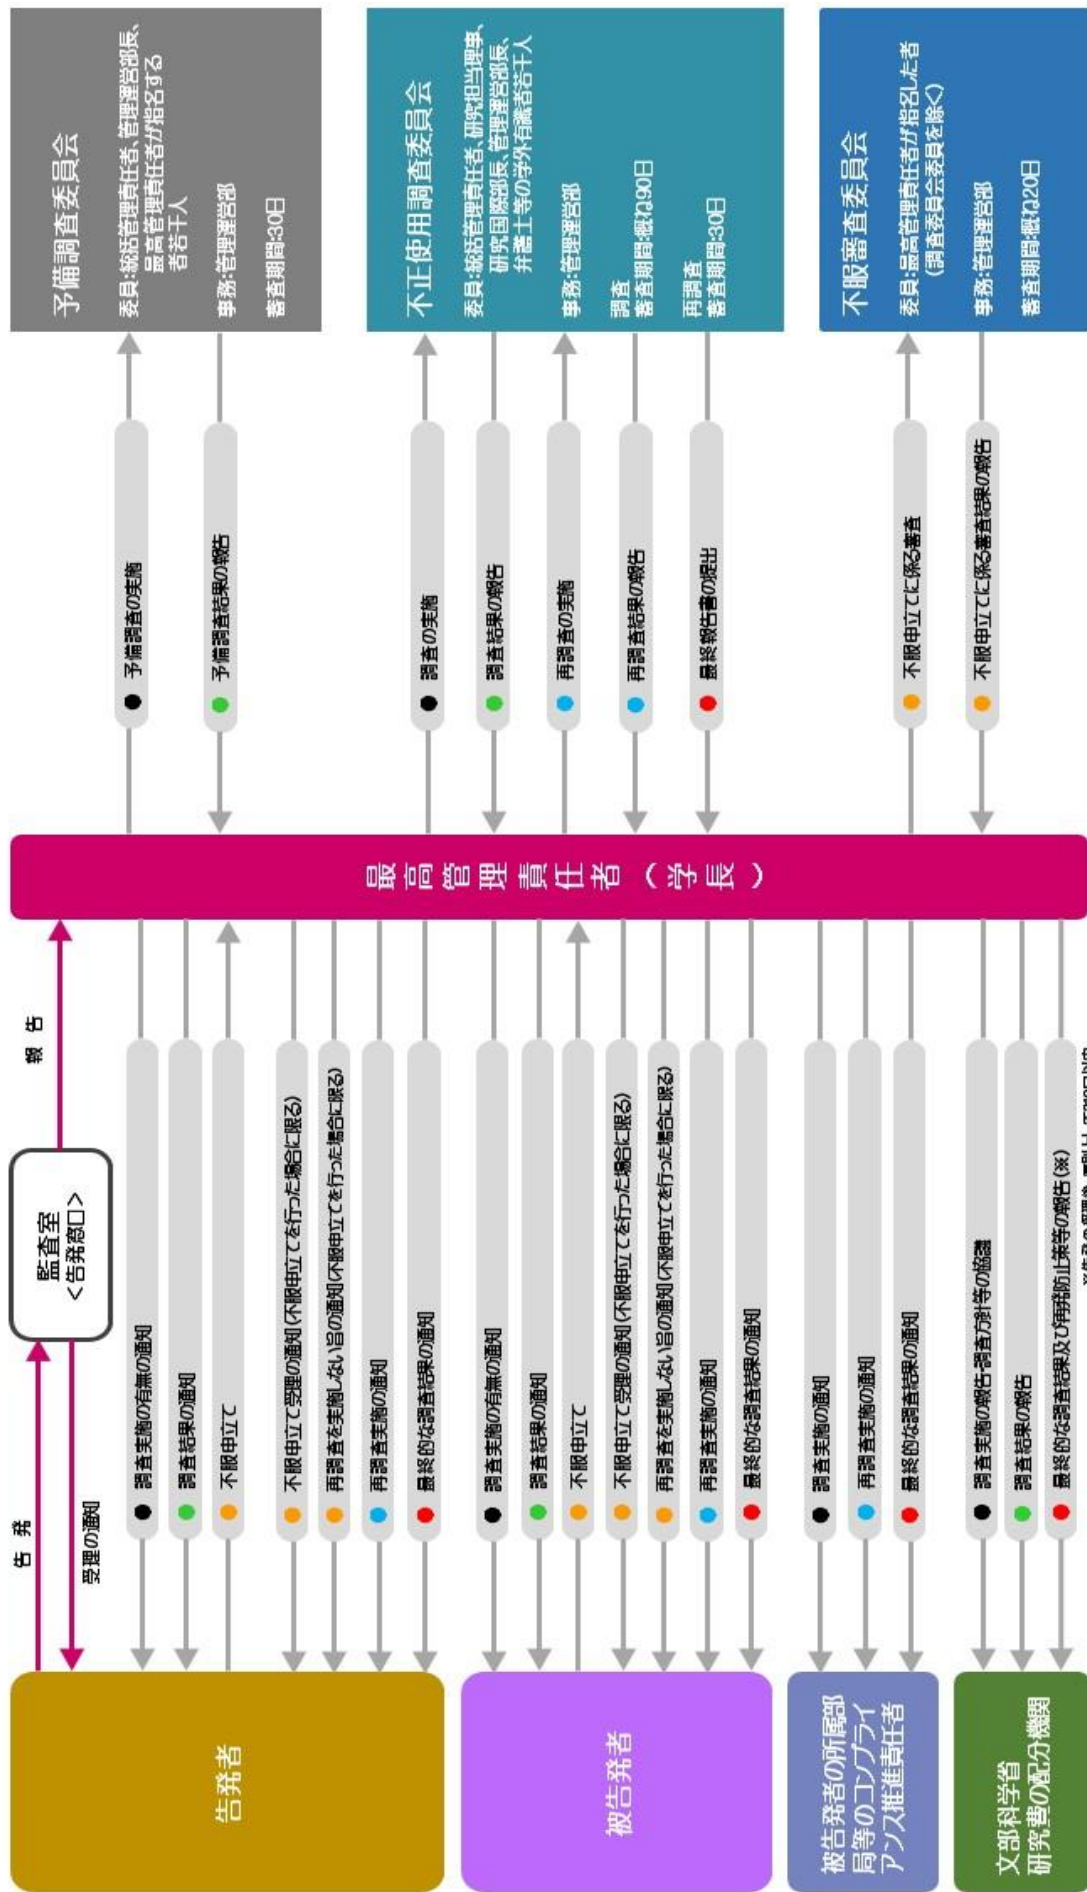 告 発
受理の通知
監査室
＜告発窓口＞
報 告
告発者
● 調査実施の有無の通知
● 調査結果の通知
● 不服申立て
● 不服申立て受理の通知(不服申立てを行った場合に限る)
● 再調査を実施しない旨の通知(不服申立てを行った場合に限る)
● 再調査実施の通知
● 最終的な調査結果の通知
被告発者
● 調査実施の有無の通知
● 調査結果の通知
● 不服申立て
● 不服申立て受理の通知(不服申立てを行った場合に限る)
● 再調査を実施しない旨の通知(不服申立てを行った場合に限る)
● 再調査実施の通知
● 最終的な調査結果の通知
被告発者の所属部
局等のコンプライ
アンス推進責任者
● 調査実施の通知
● 再調査実施の通知
● 最終的な調査結果の通知
文部科学省
研究費の配分機関
● 調査実施の報告・調査方針等の協議
● 調査結果の報告
● 最終的な調査結果及び再発防止策等の報告(※)
最高管理責任者（学長）
● 予備調査の実施
● 予備調査結果の報告
予備調査委員会
委員:統括管理責任者、管理運営部長、
最高管理責任者が指名する
者若干人
事務:管理運営部
審査期間:30日
● 調査の実施
● 調査結果の報告
● 再調査の実施
● 再調査結果の報告
● 最終報告書の提出
不正使用調査委員会
委員:統括管理責任者、研究担当理事、
研究国際部長、管理運営部長、
弁護士等の学外有識者若干人
事務:管理運営部
調査
審査期間:概ね90日
再調査
審査期間:30日
● 不服申立てに係る審査
● 不服申立てに係る審査結果の報告
不服審査委員会
委員:最高管理責任者が指名した者
(調査委員会委員を除く)
事務:管理運営部
審査期間:概ね20日